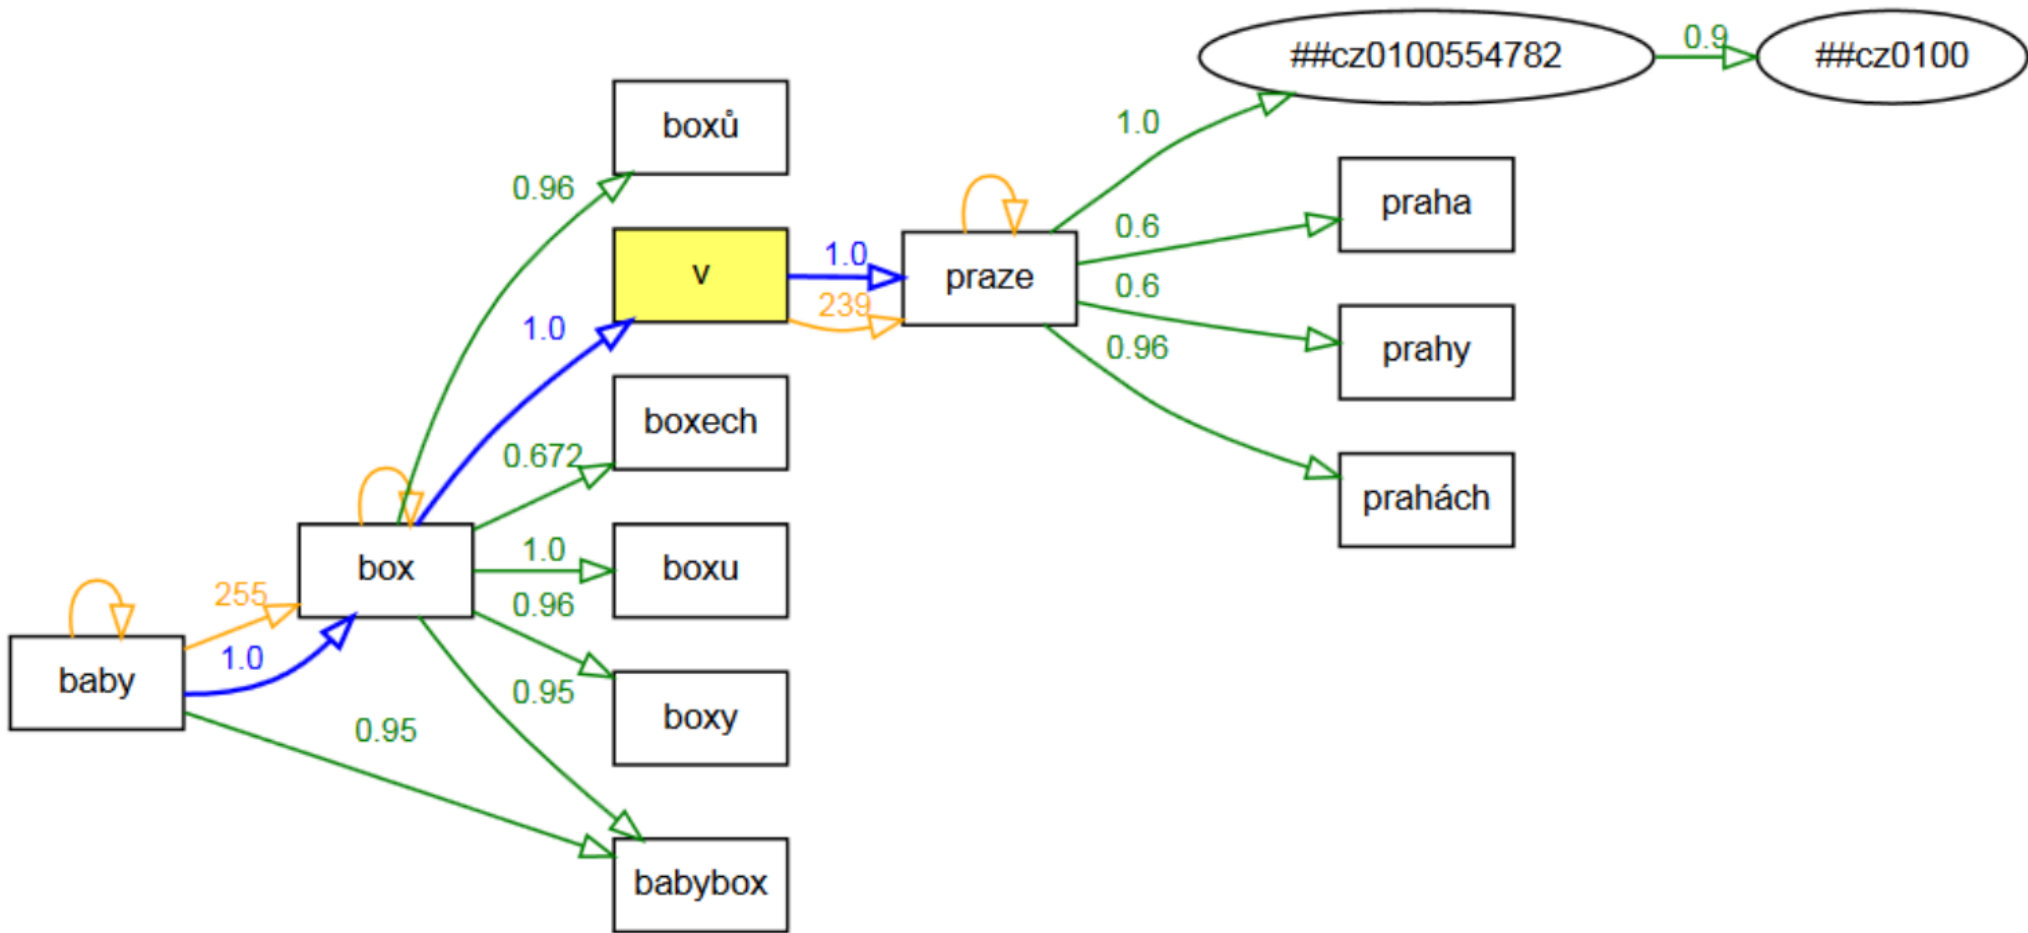 ##cz0100554782
0.9
##cz0100
boxů
1.0
0.96
praha
0.6
v
1.0
praze
0.6
239
1.0
prahy
0.96
boxech
0.672
prahách
box
1.0
boxu
255
0.96
1.0
baby
0.95
boxy
0.95
babybox